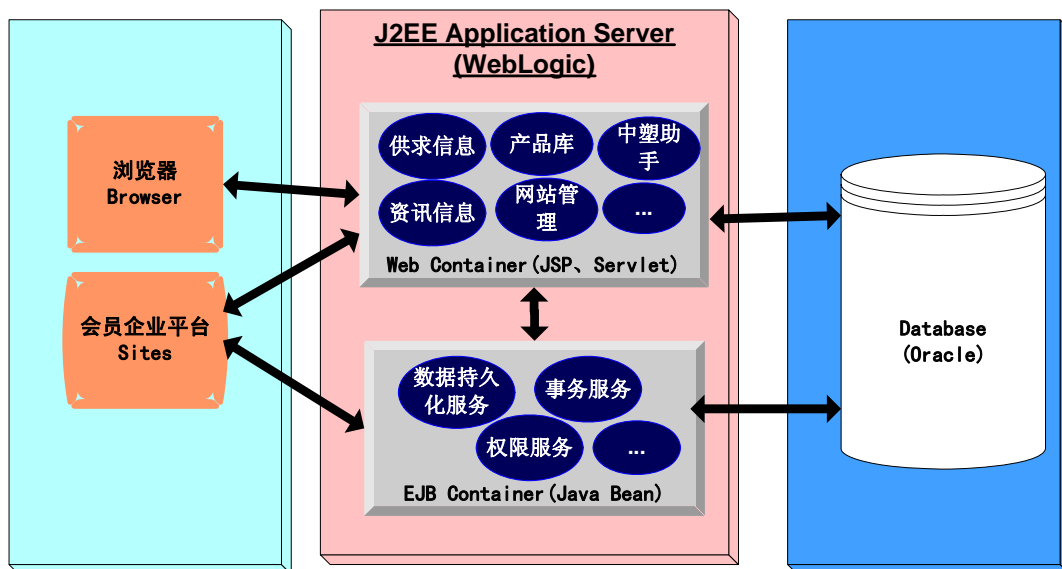 J2EE Application Server
(WebLogic)
浏览器
Browser
会员企业平台
Sites
供求信息
产品库
中塑助
手
资讯信息
网站管
理
...
Web Container(JSP、Servlet)
数据持久
化服务
事务服务
权限服务
...
EJB Container(Java Bean)
Database
(Oracle)